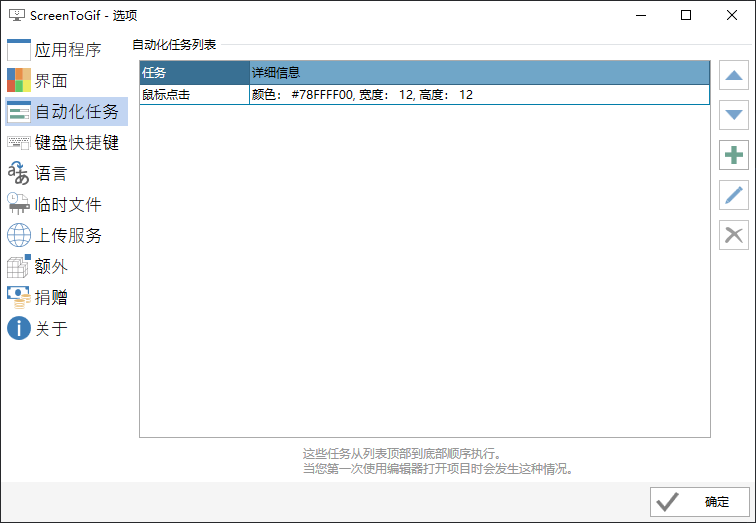 ScreenToGif - 选项
应用程序
界面
自动化任务
键盘快捷键
语言
临时文件
上传服务
额外
捐赠
关于
自动化任务列表
任务 详细信息
鼠标点击 颜色： #78FFFF00, 宽度： 12, 高度： 12
这些任务从列表顶部到底部顺序执行。
当您第一次使用编辑器打开项目时会发生这种情况。
确定